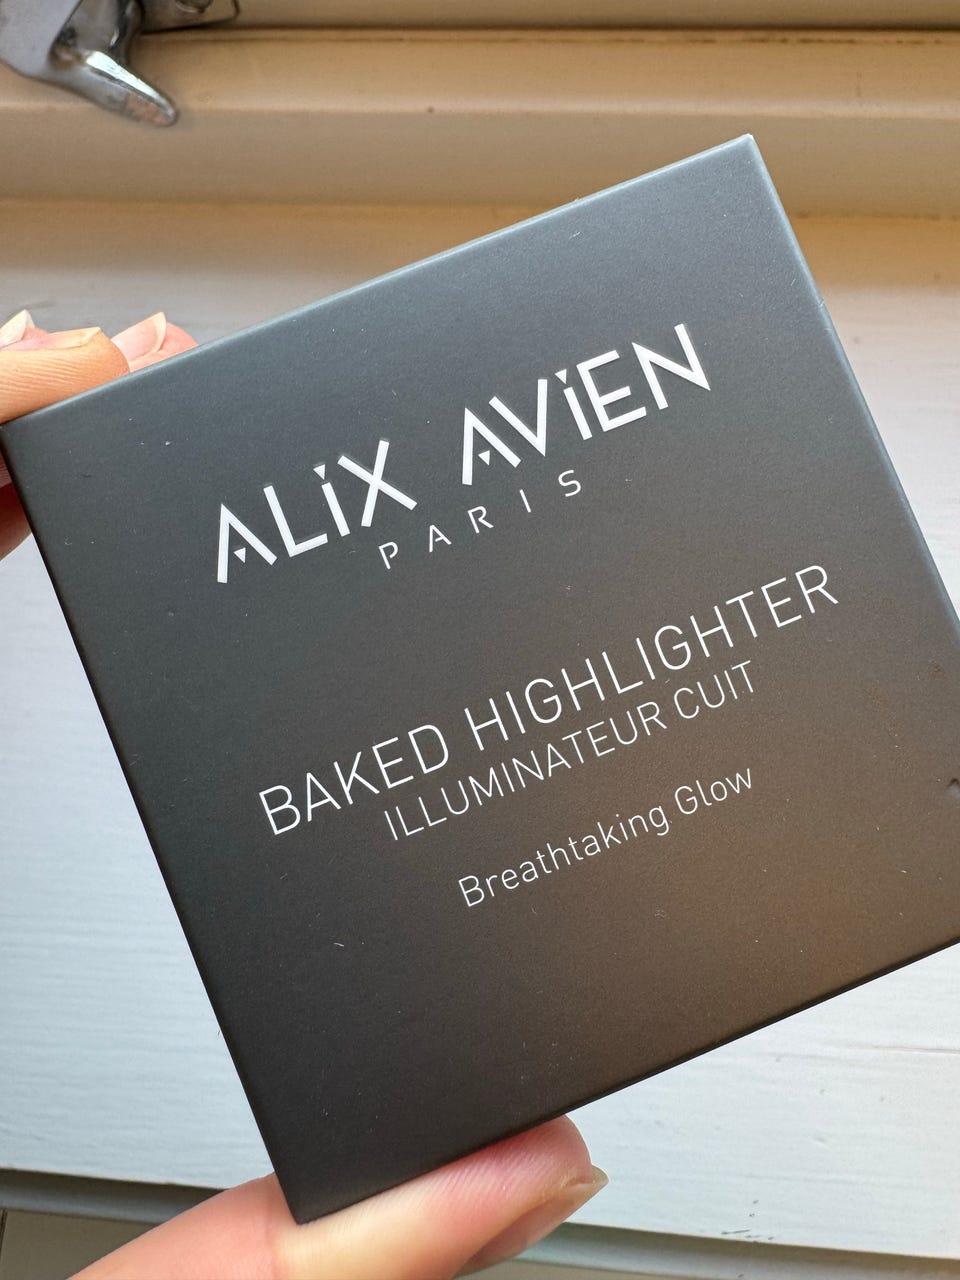 ALiX AViEN
PARIS
BAKED HIGHLIGHTER
ILLUMINATEUR CUIT
Breathtaking Glow